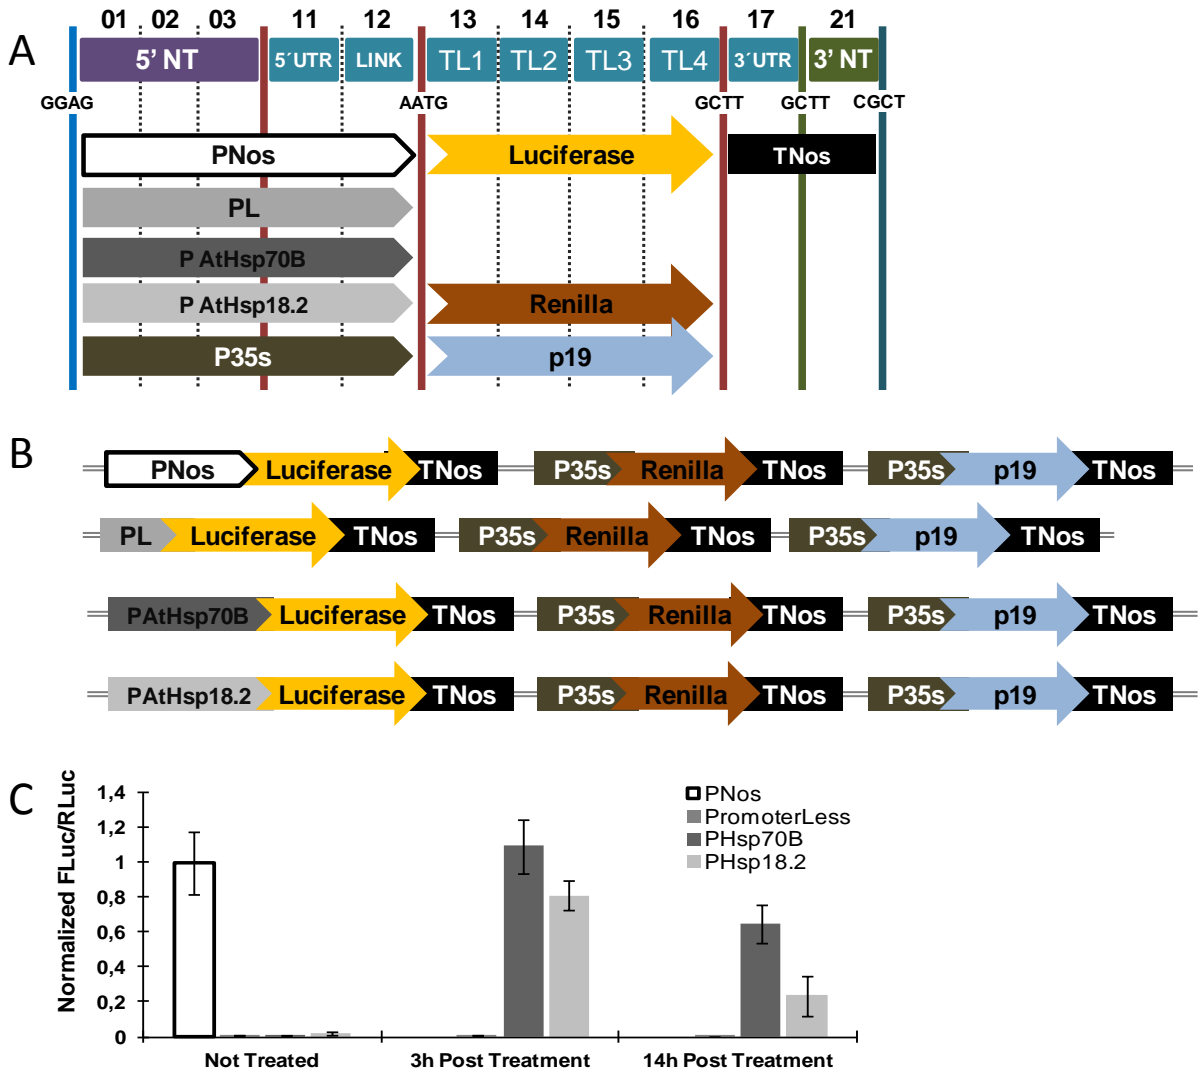 A
01 02 03 11 12 13 14 15 16 17 21
5' NT 5´UTR LINK TL1 TL2 TL3 TL4 3´UTR 3' NT
GGAG AATG GCTT GCTT CGCT
PNos Luciferase TNos
PL
P AtHsp70B
P AtHsp18.2 Renilla
P35s p19
B
PNos Luciferase TNos P35s Renilla TNos P35s p19 TNos
PL Luciferase TNos P35s Renilla TNos P35s p19 TNos
PAtHsp70B Luciferase TNos P35s Renilla TNos P35s p19 TNos
PAtHsp18.2 Luciferase TNos P35s Renilla TNos P35s p19 TNos
C
Normalized FLuc/RLuc
1,4
1,2
1
0,8
0,6
0,4
0,2
0
PNos
PromoterLess
PHsp70B
PHsp18.2
Not Treated 3h Post Treatment 14h Post Treatment